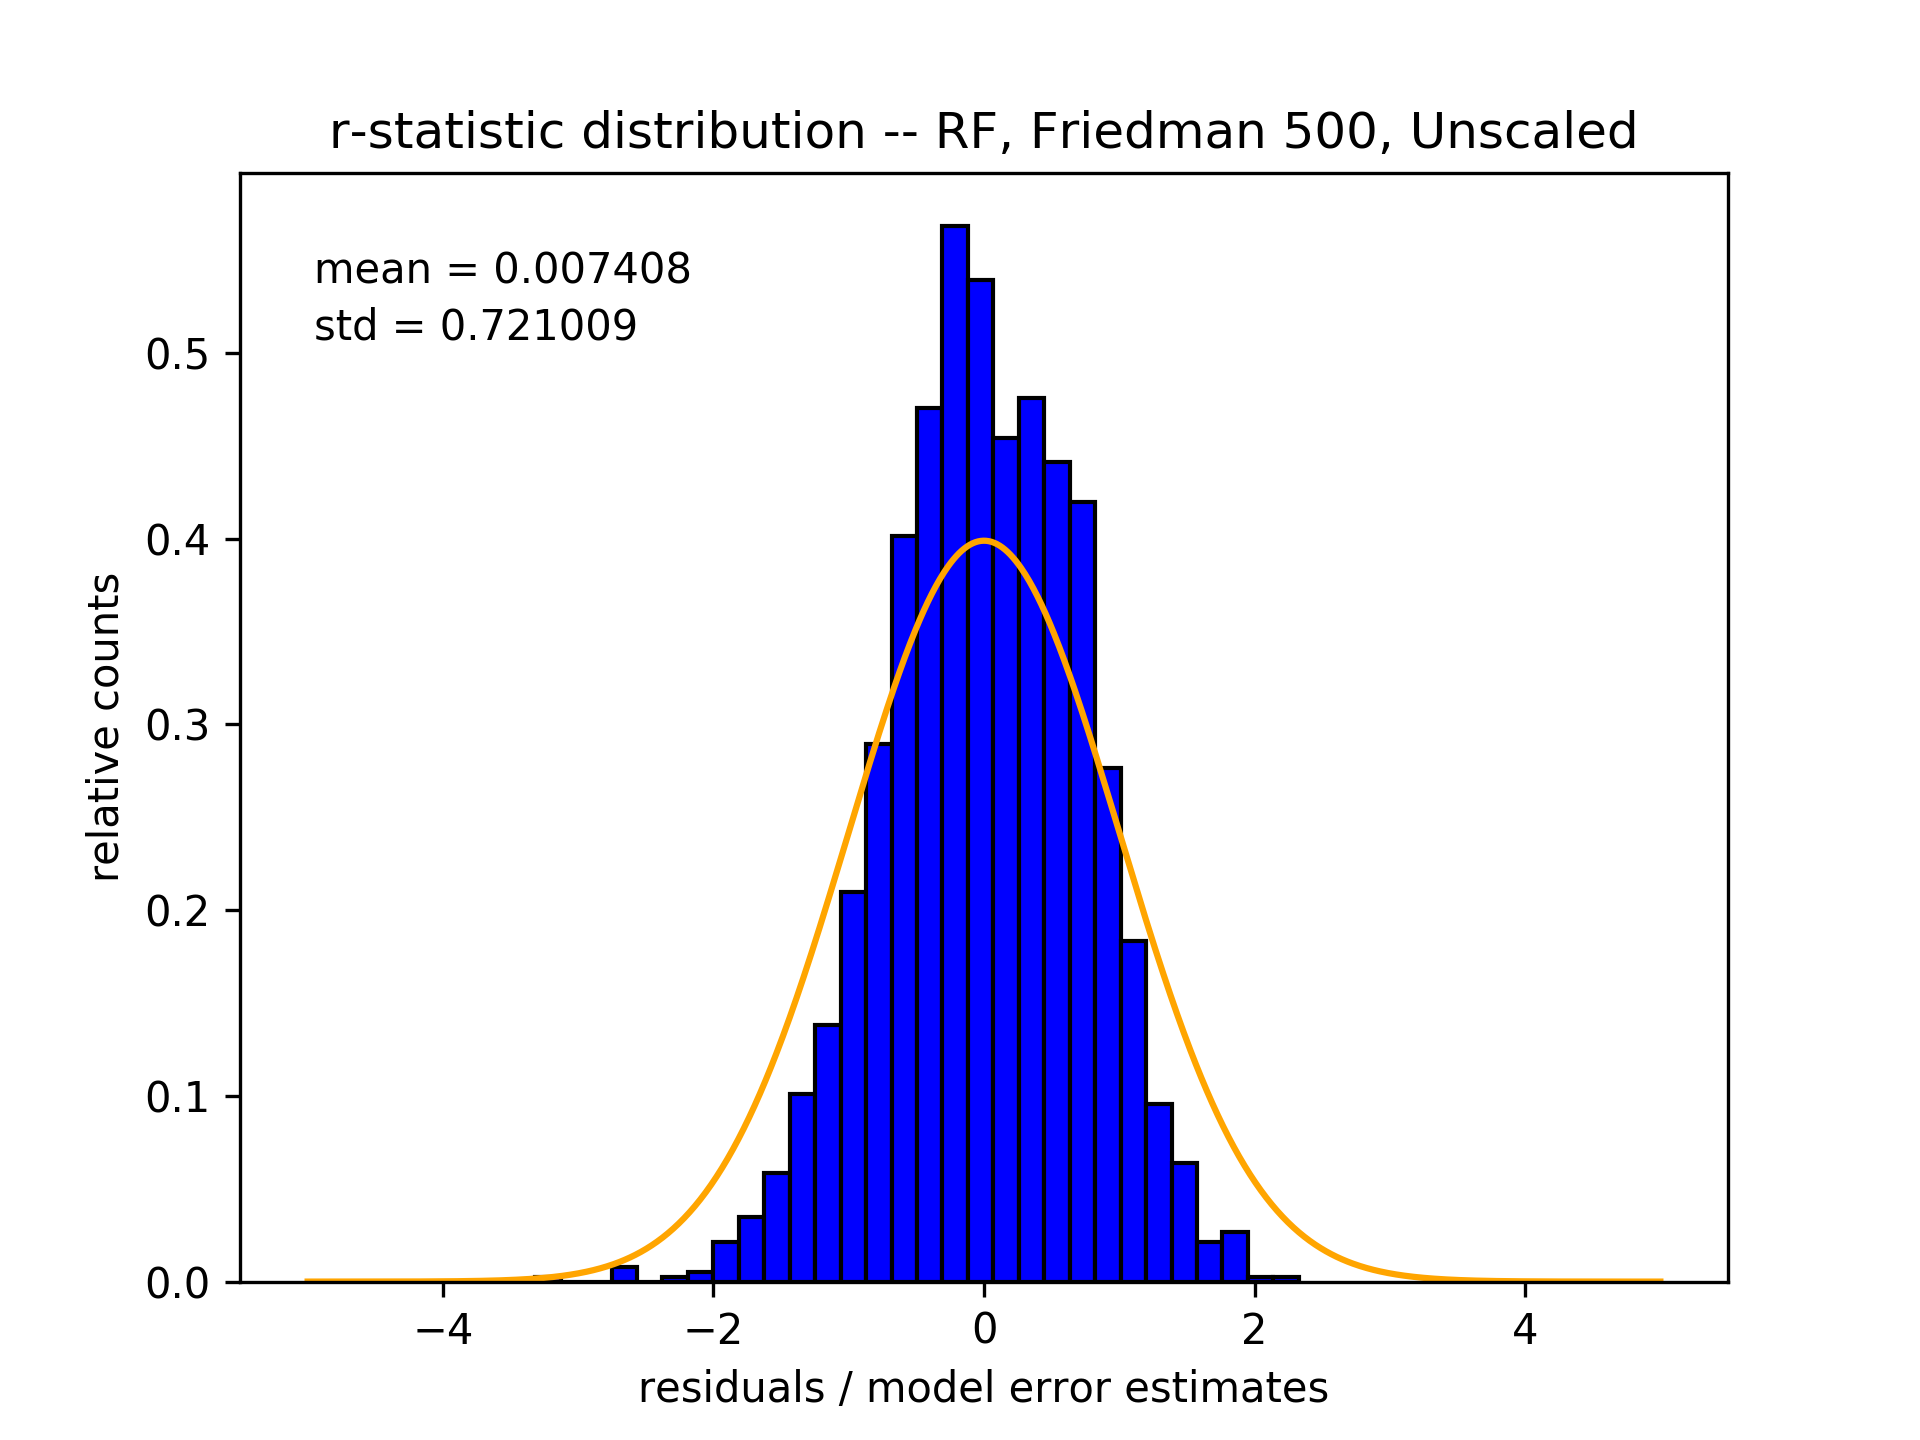 r-statistic distribution -- RF, Friedman 500, Unscaled
mean = 0.007408
std = 0.721009
0.5
0.4
0.3
0.2
0.1
0.0
relative counts
−4 −2 0 2 4
residuals / model error estimates